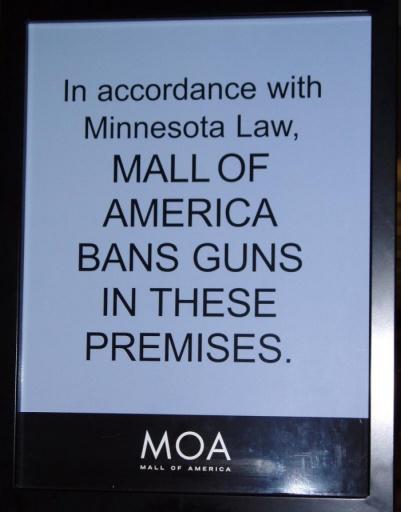 In accordance with
Minnesota Law,
MALL OF
AMERICA
BANS GUNS
IN THESE
PREMISES.
MOA
MALL OF AMERICA